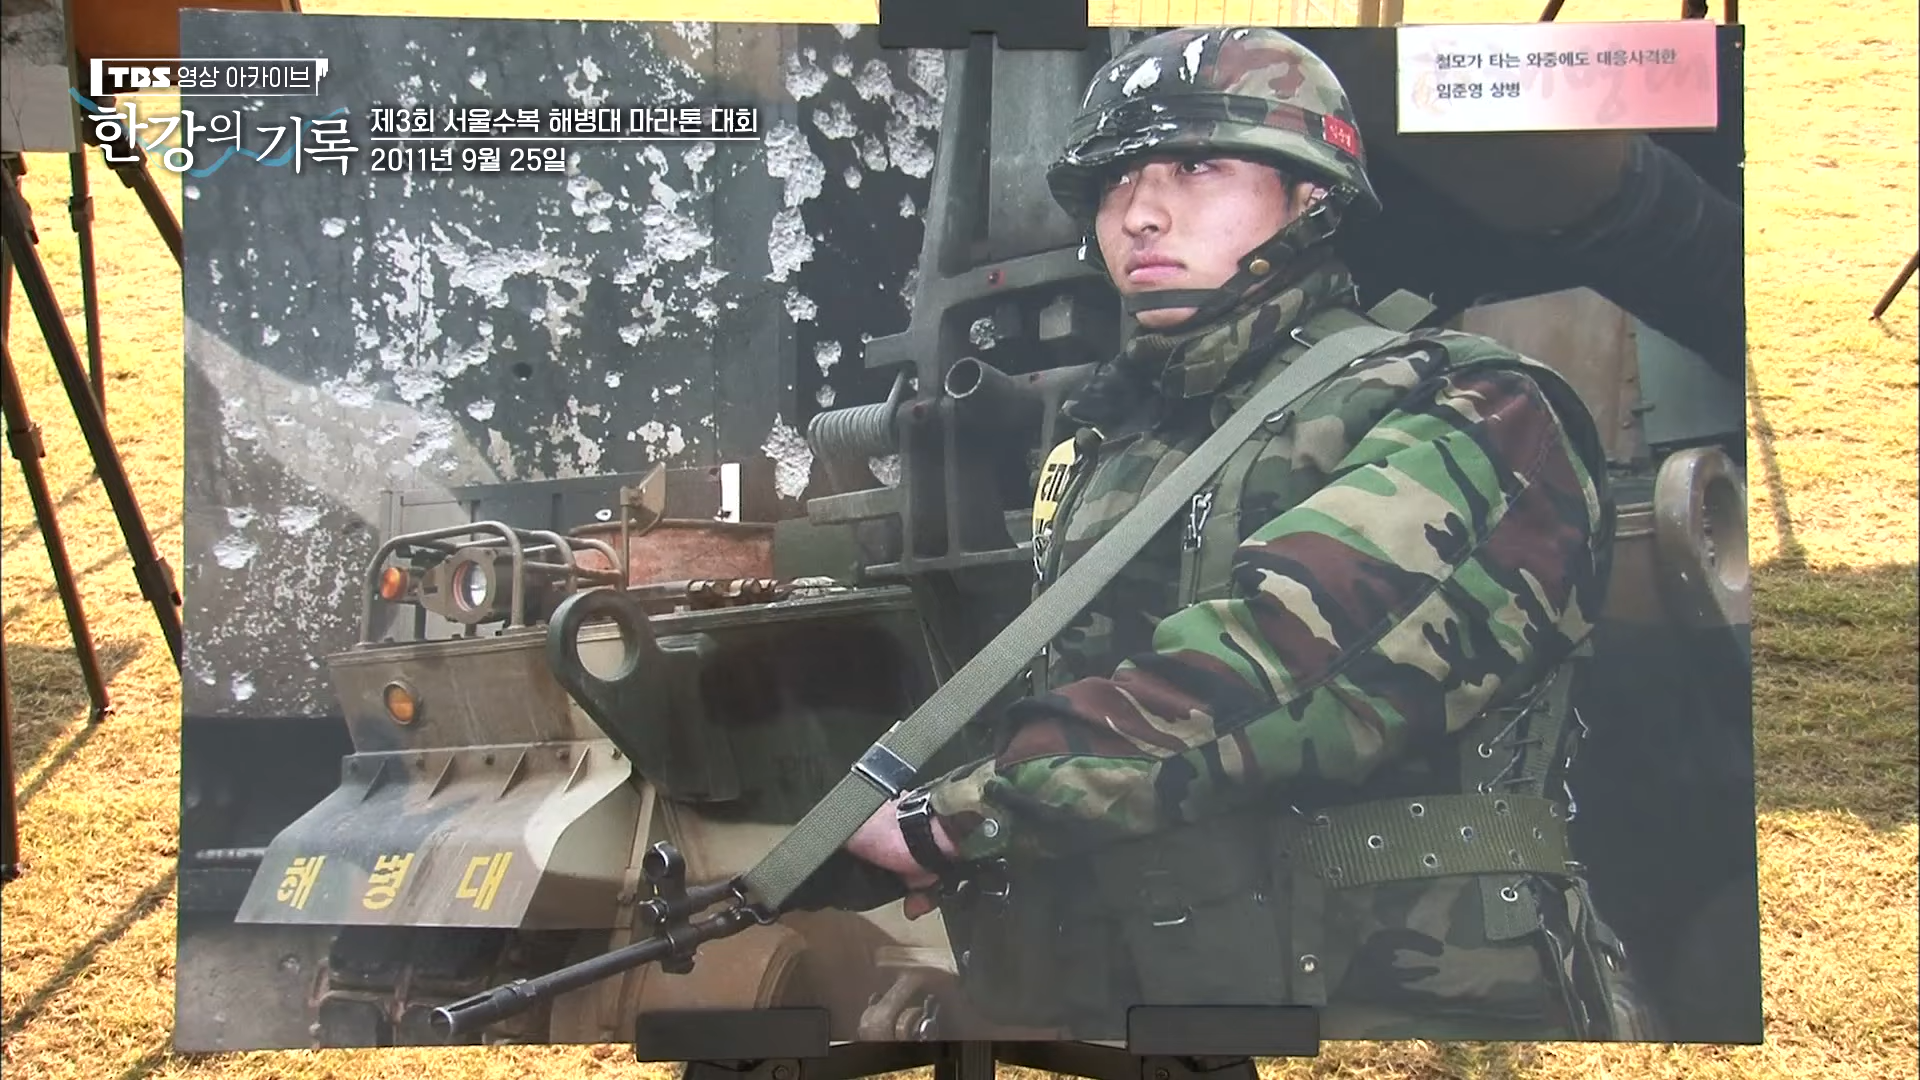 TBS 영상 아카이브
한강의 기록
제3회 서울수복 해병대 마라톤 대회
2011년 9월 25일
철모가 타는 와중에도 대응사격한
임준영 상병
해병대